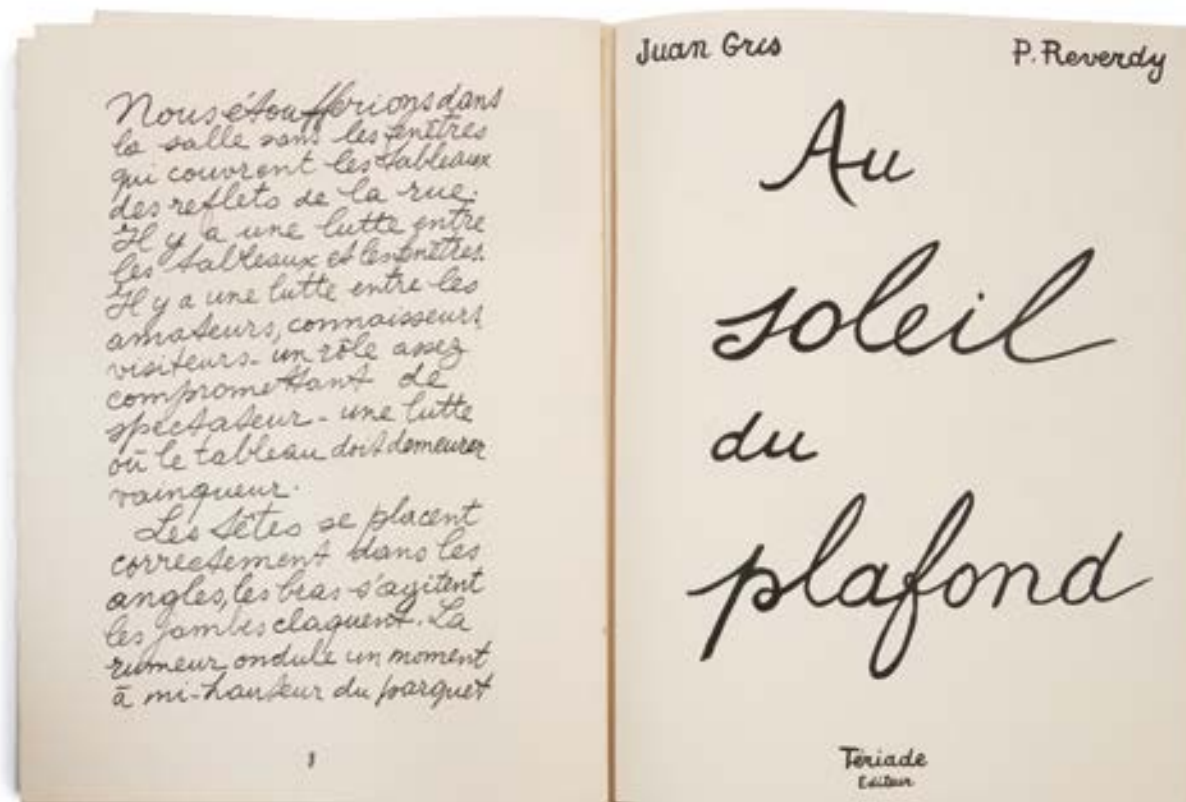 Nous étoufferions dans
la salle sans les fenêtres
qui couvrent les tableaux
des reflets de la rue.
Il y a une lutte entre
les tableaux et les fenêtres.
Il y a une lutte entre les
amateurs, connaisseurs
visiteurs - un rôle assez
compromettant de
spectateur - une lutte
où le tableau doit demeurer
vainqueur.
Les têtes se placent
correctement dans les
angles, les bras s'agitent
les jambes claquent. La
rumeur ondule un moment
à mi-hauteur du parquet
Juan Gris
P. Reverdy
Au
soleil
du
plafond
Tériade
Editeur